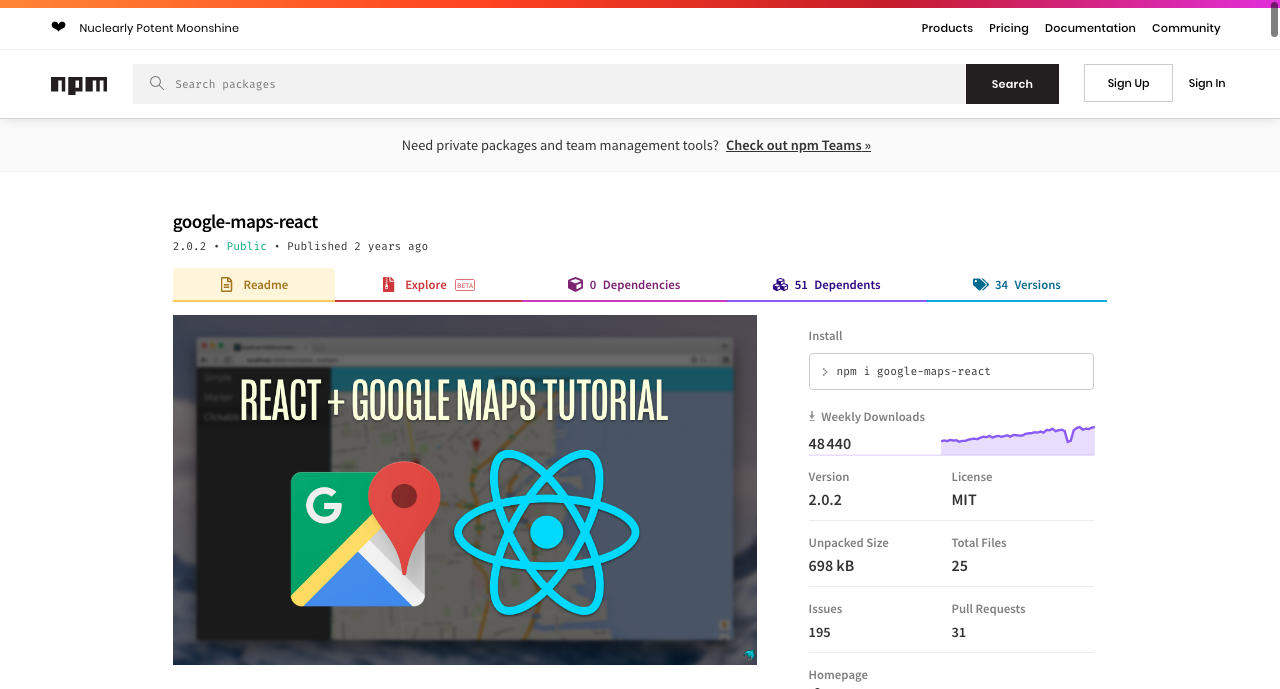 ❤ Nuclearly Potent Moonshine
Products Pricing Documentation Community
npm
Search packages
Search
Sign Up
Sign In
Need private packages and team management tools? Check out npm Teams »
google-maps-react
2.0.2 • Public • Published 2 years ago
Readme
Explore BETA
0 Dependencies
51 Dependents
34 Versions
REACT + GOOGLE MAPS TUTORIAL
G
Install
> npm i google-maps-react
Weekly Downloads
48 440
Version
License
2.0.2
MIT
Unpacked Size
Total Files
698 kB
25
Issues
Pull Requests
195
31
Homepage